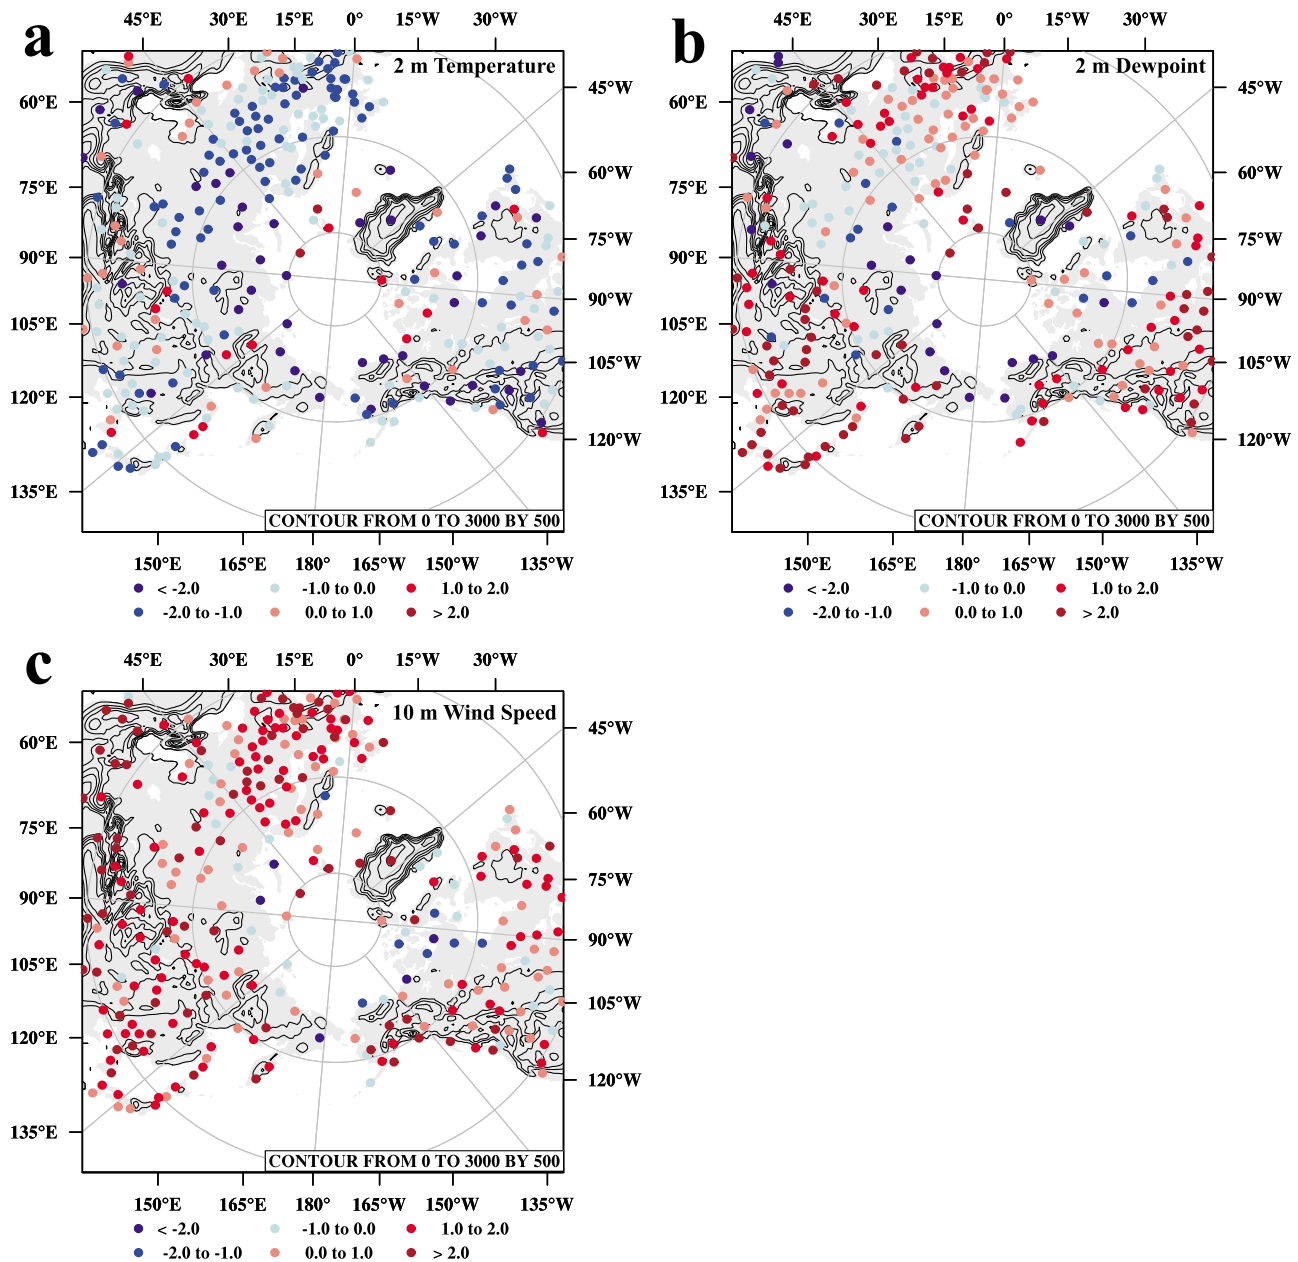 a
45°E 30°E 15°E 0° 15°W 30°W
2 m Temperature
60°E
75°E
90°E
105°E
120°E
135°E
45°W
60°W
75°W
90°W
105°W
120°W
CONTOUR FROM 0 TO 3000 BY 500
150°E 165°E 180°W 165°W 150°W 135°W
< -2.0 -1.0 to 0.0 1.0 to 2.0
-2.0 to -1.0 0.0 to 1.0 > 2.0
b
45°E 30°E 15°E 0° 15°W 30°W
2 m Dewpoint
60°E
75°E
90°E
105°E
120°E
135°E
45°W
60°W
75°W
90°W
105°W
120°W
CONTOUR FROM 0 TO 3000 BY 500
150°E 165°E 180°W 165°W 150°W 135°W
< -2.0 -1.0 to 0.0 1.0 to 2.0
-2.0 to -1.0 0.0 to 1.0 > 2.0
c
45°E 30°E 15°E 0° 15°W 30°W
10 m Wind Speed
60°E
75°E
90°E
105°E
120°E
135°E
45°W
60°W
75°W
90°W
105°W
120°W
CONTOUR FROM 0 TO 3000 BY 500
150°E 165°E 180° 165°W 150°W 135°W
< -2.0 -1.0 to 0.0 1.0 to 2.0
-2.0 to -1.0 0.0 to 1.0 > 2.0